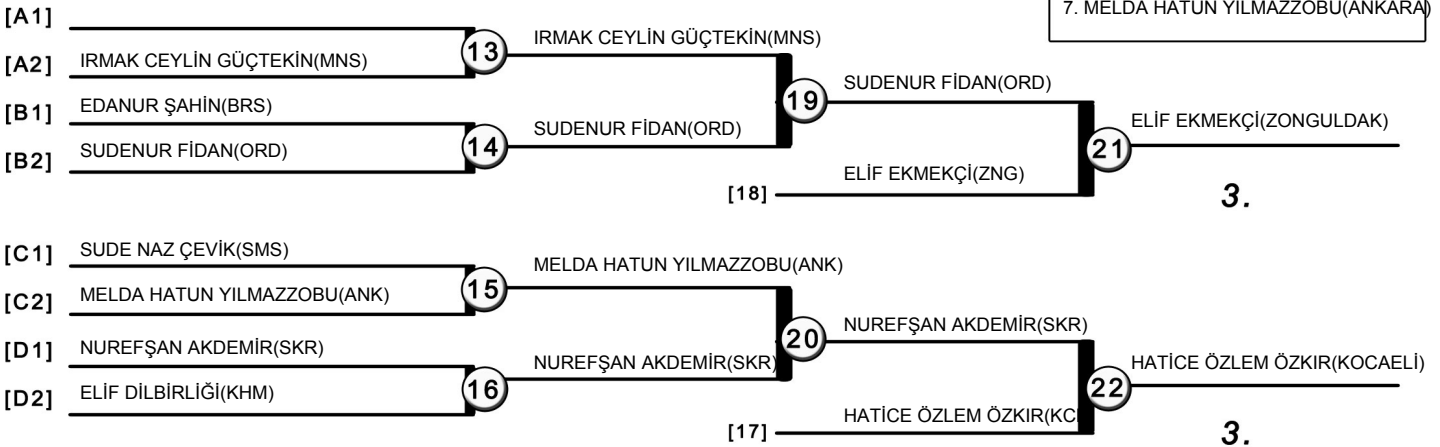 7. MELDA HATUN YILMAZZOBU(ANKARA)
[A1]
13
IRMAK CEYLİN GÜÇTEKİN(MNS)
[A2] IRMAK CEYLİN GÜÇTEKİN(MNS)
19
SUDENUR FİDAN(ORD)
[B1] EDANUR ŞAHİN(BRS)
14
SUDENUR FİDAN(ORD)
[B2] SUDENUR FİDAN(ORD)
21
ELİF EKMEKÇİ(ZONGULDAK)
[18] ELİF EKMEKÇİ(ZNG)
3.
[C1] SUDE NAZ ÇEVİK(SMS)
15
MELDA HATUN YILMAZZOBU(ANK)
[C2] MELDA HATUN YILMAZZOBU(ANK)
20
NUREFŞAN AKDEMİR(SKR)
[D1] NUREFŞAN AKDEMİR(SKR)
16
NUREFŞAN AKDEMİR(SKR)
[D2] ELİF DİLBİRLİĞİ(KHM)
22
HATİCE ÖZLEM ÖZKIR(KOCAELİ)
[17] HATİCE ÖZLEM ÖZKIR(KC
3.